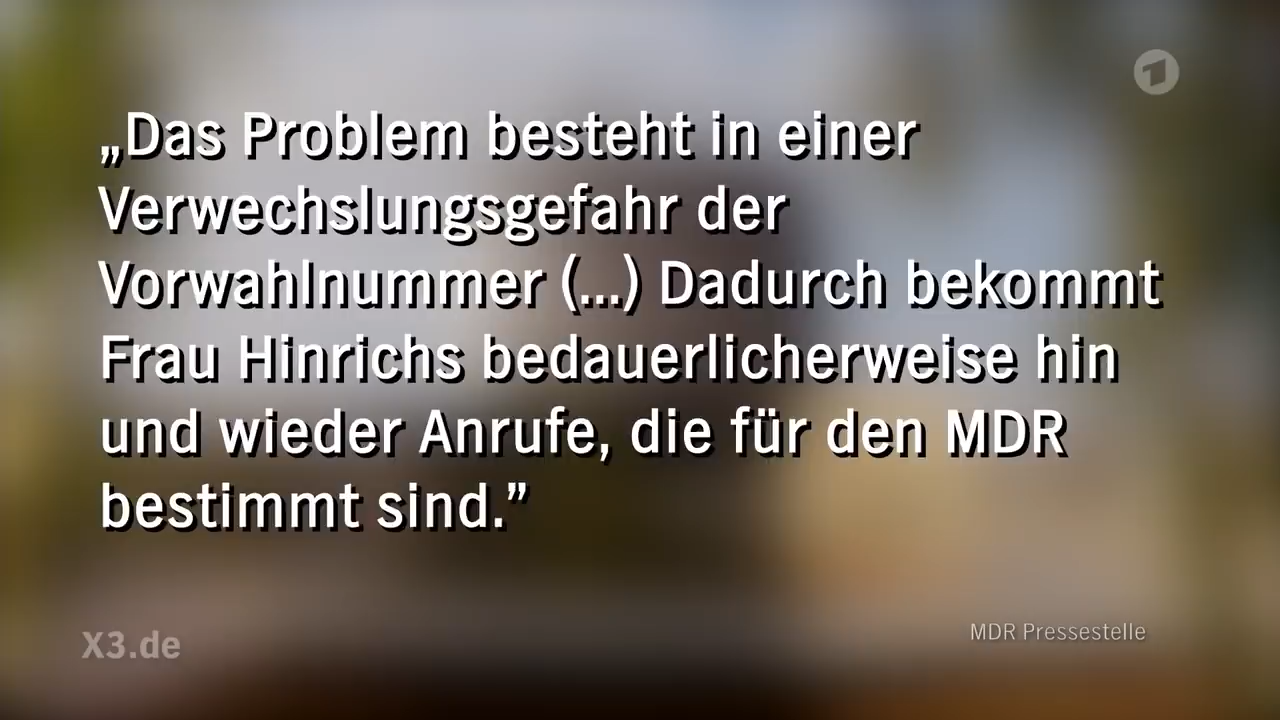 1
„Das Problem besteht in einer
Verwechslungsgefahr der
Vorwahlnummer (...) Dadurch bekommt
Frau Hinrichs bedauerlicherweise hin
und wieder Anrufe, die für den MDR
bestimmt sind.”
MDR Pressestelle
X3.de